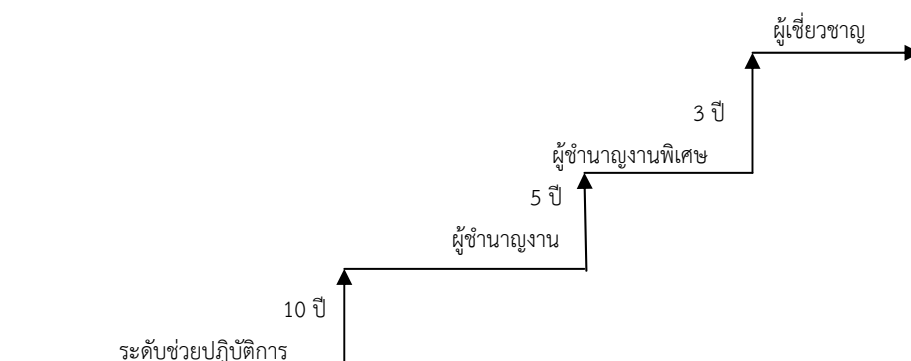 ผู้เชี่ยวชาญ
3 ปี
ผู้ชำนาญงานพิเศษ
5 ปี
ผู้ชำนาญงาน
10 ปี
ระดับช่วยปฏิบัติการ